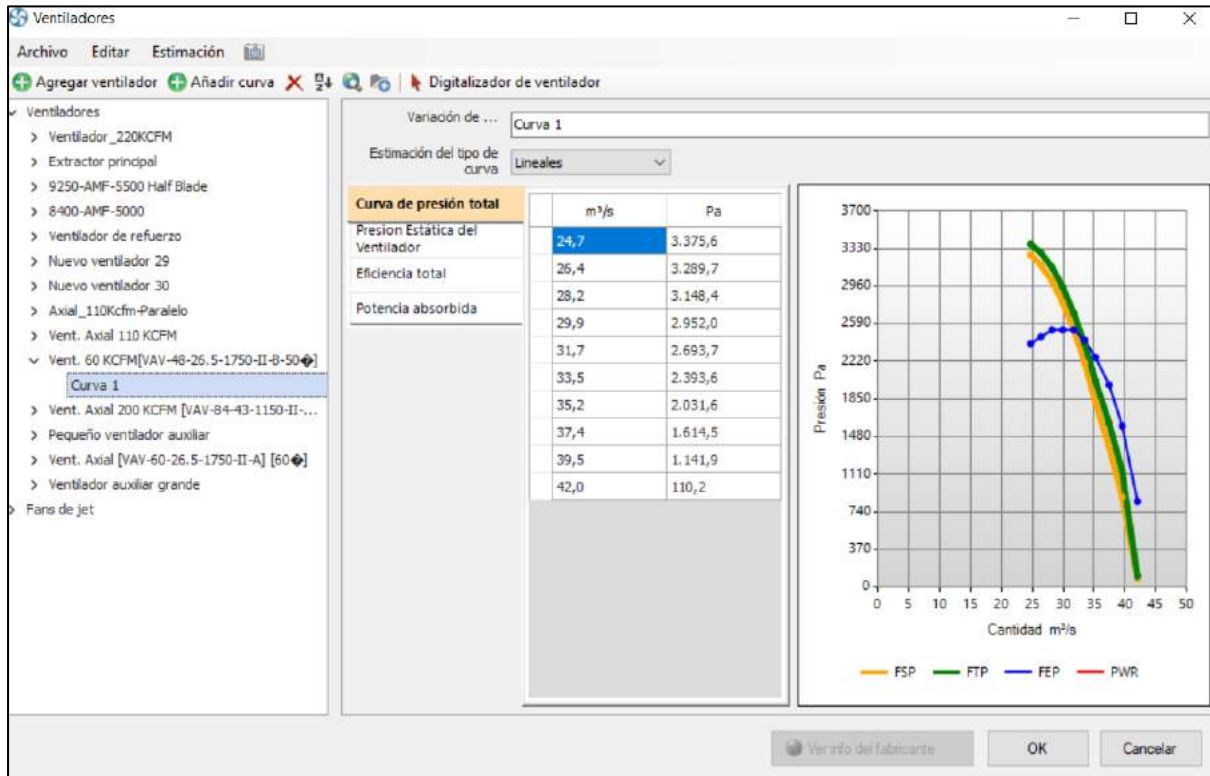 Ventiladores
Archivo Editar Estimación
Agregar ventilador Añadir curva Digitalizador de ventilador
Ventiladores
Ventilador_220KCFM
Extractor principal
9250-AMF-5500 Half Blade
8400-AMF-5000
Ventilador de refuerzo
Nuevo ventilador 29
Nuevo ventilador 30
Axial_110Kcfm-Paralelo
Vent. Axial 110 KCFM
Vent. 60 KCFM[VAV-48-26.5-1750-II-B-50�]
Curva 1
Vent. Axial 200 KCFM [VAV-84-43-1150-II-...
Pequeño ventilador auxiliar
Vent. Axial [VAV-60-26.5-1750-II-A] [60�]
Ventilador auxiliar grande
Fans de jet
Variación de ... Curva 1
Estimación del tipo de
curva Lineales
Curva de presión total
Presion Estática del
Ventilador
Eficiencia total
Potencia absorbida
m³/s Pa
24,7 3.375,6
26,4 3.289,7
28,2 3.148,4
29,9 2.952,0
31,7 2.693,7
33,5 2.393,6
35,2 2.031,6
37,4 1.614,5
39,5 1.141,9
42,0 110,2
Presión Pa
3700
3330
2960
2590
2220
1850
1480
1110
740
370
0
0 5 10 15 20 25 30 35 40 45 50
Cantidad m³/s
FSP FTP FEP PWR
Ver info del fabricante OK Cancelar